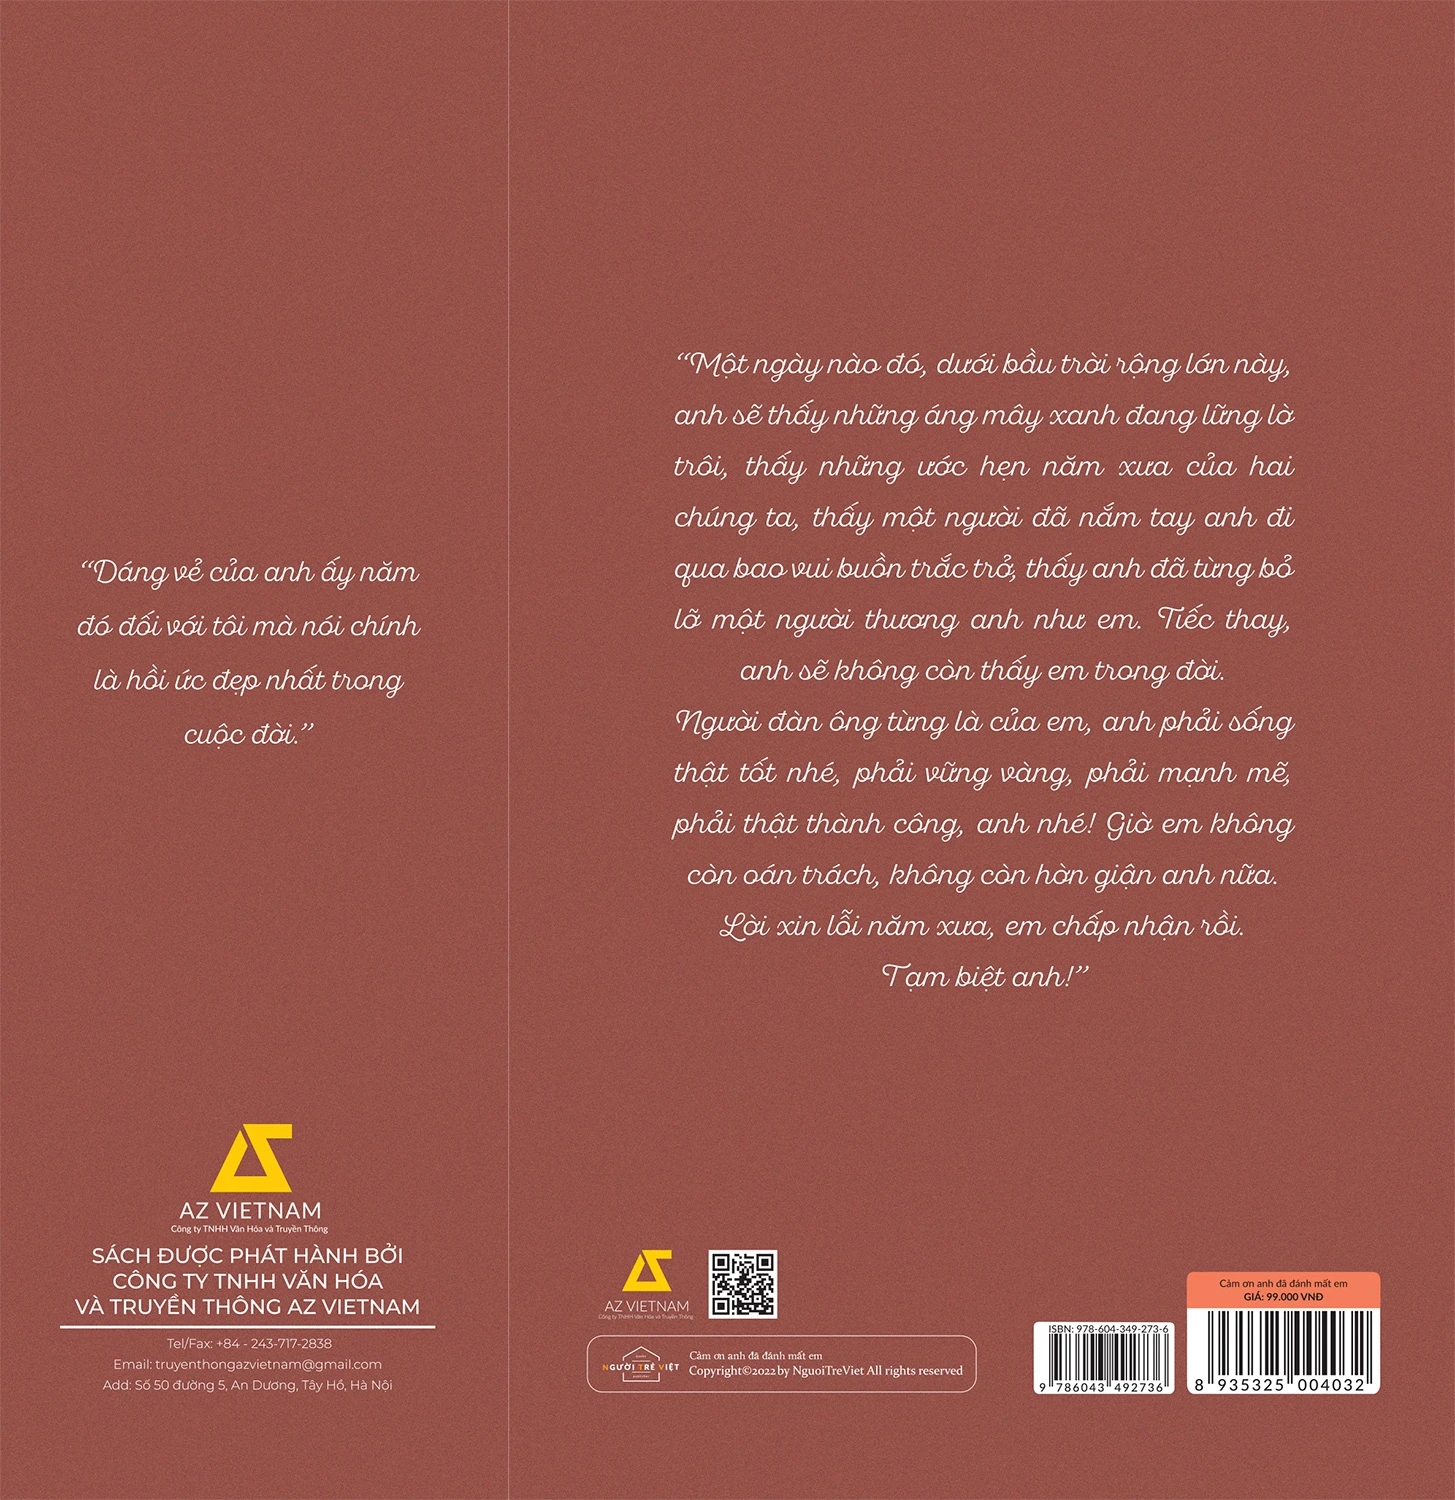 “Dáng vẻ của anh ấy năm
đó đối với tôi mà nói chính
là hồi ức đẹp nhất trong
cuộc đời.”
AZ VIETNAM
Công ty TNHH Văn Hóa và Truyền Thông
SÁCH ĐƯỢC PHÁT HÀNH BỞI
CÔNG TY TNHH VĂN HÓA
VÀ TRUYỀN THÔNG AZ VIETNAM
Tel/Fax: +84 - 243-717-2838
Email: truyenthongazvietnam@gmail.com
Add: Số 50 đường 5, An Dương, Tây Hồ, Hà Nội
“Một ngày nào đó, dưới bầu trời rộng lớn này,
anh sẽ thấy những áng mây xanh đang lững lờ
trôi, thấy những ước hẹn năm xưa của hai
chúng ta, thấy một người đã nắm tay anh đi
qua bao vui buồn trắc trở, thấy anh đã từng bỏ
lỡ một người thương anh như em. Tiếc thay,
anh sẽ không còn thấy em trong đời.
Người đàn ông từng là của em, anh phải sống
thật tốt nhé, phải vững vàng, phải mạnh mẽ,
phải thật thành công, anh nhé! Giờ em không
còn oán trách, không còn hờn giận anh nữa.
Lời xin lỗi năm xưa, em chấp nhận rồi.
Tạm biệt anh!”
AZ VIETNAM
Công ty TNHH Văn Hóa và Truyền Thông
NGƯỜI TRẺ VIỆT
Cảm ơn anh đã đánh mất em
Copyright©2022 by NguoiTreViet All rights reserved
ISBN: 978-604-349-273-6
9 786043 492736
Cảm ơn anh đã đánh mất em
GIÁ: 99.000 VNĐ
8 935325 004032